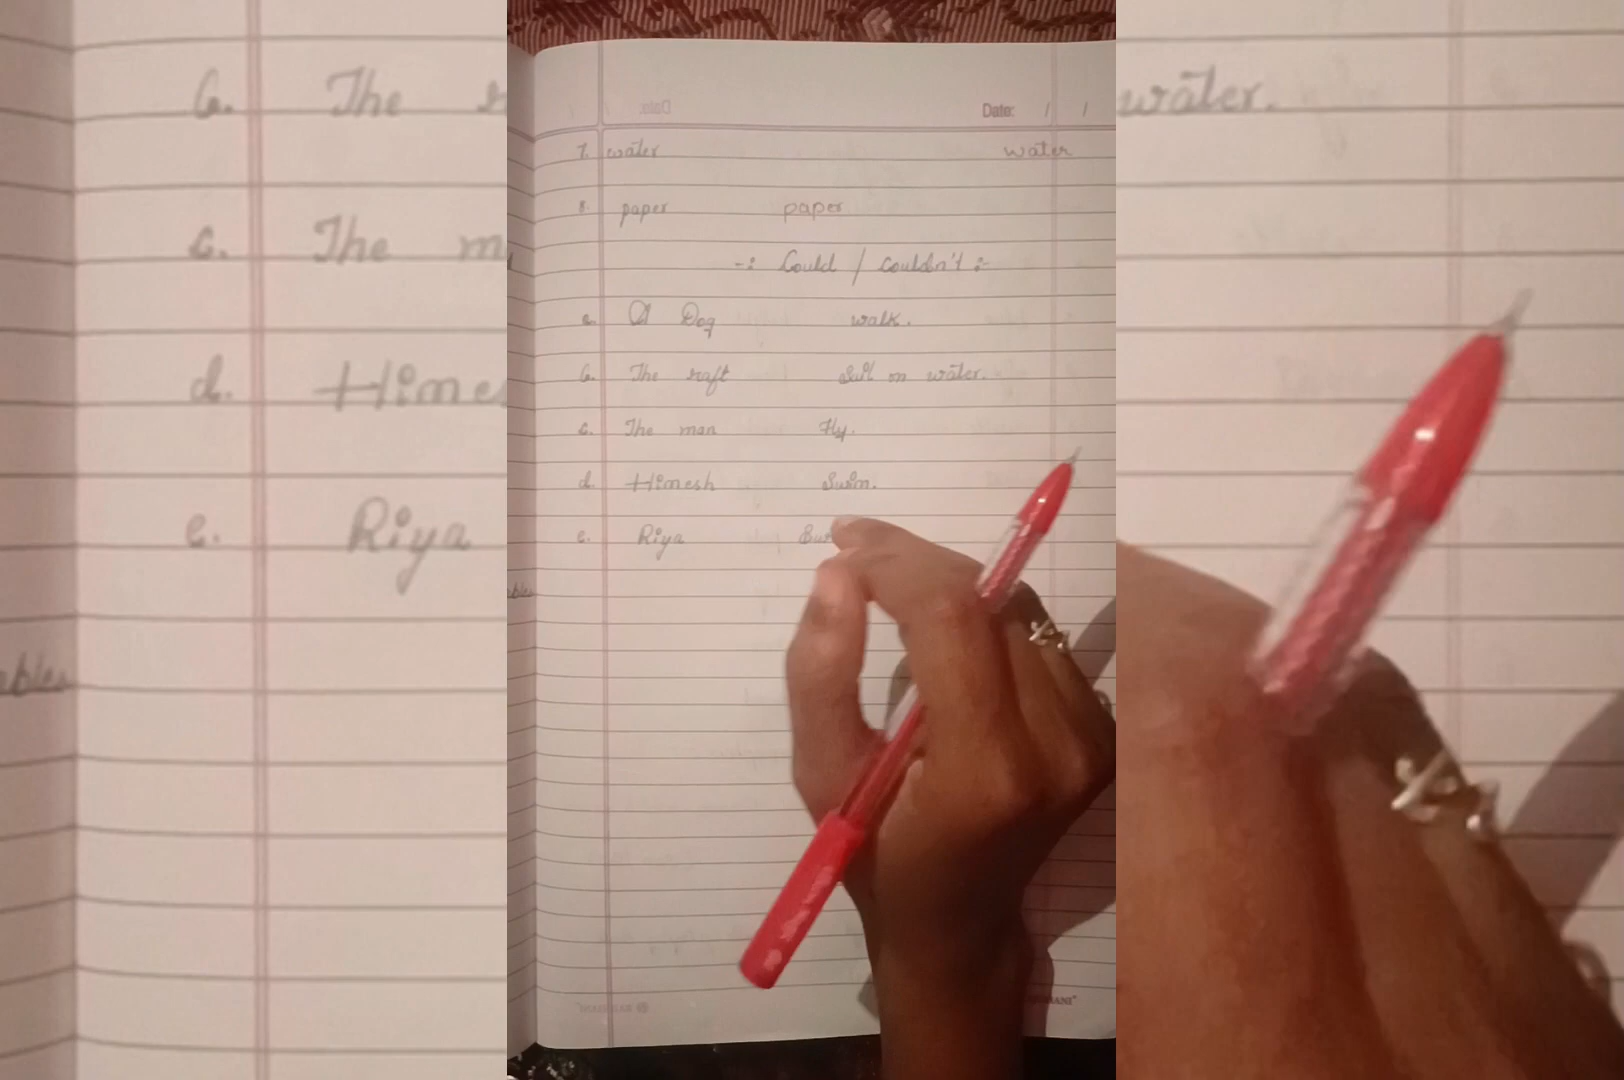 Date: / /
7. water water
8. paper paper
-: Could / Couldn't :-
a. A Dog walk.
b. The raft on water.
c. The man Fly.
d. Himesh Swim.
e. Riya